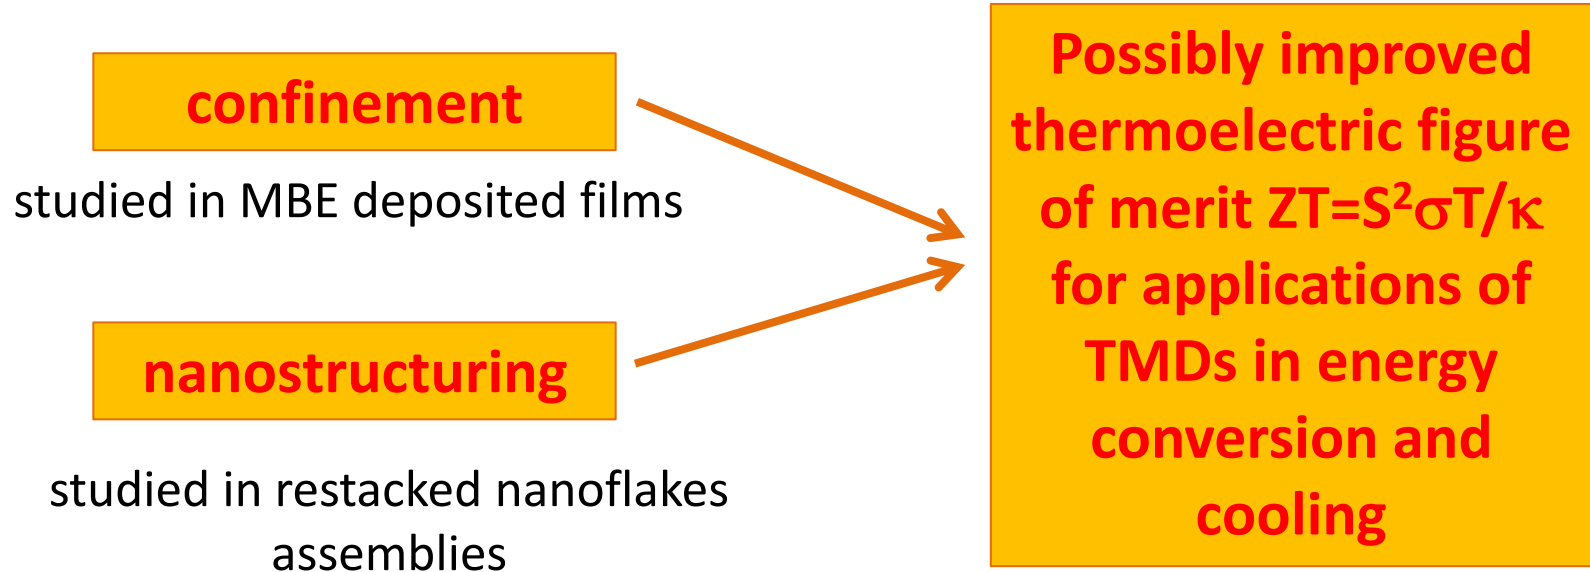 confinement
studied in MBE deposited films
nanostructuring
studied in restacked nanoflakes
assemblies
Possibly improved
thermoelectric figure
of merit ZT=S²σT/κ
for applications of
TMDs in energy
conversion and
cooling